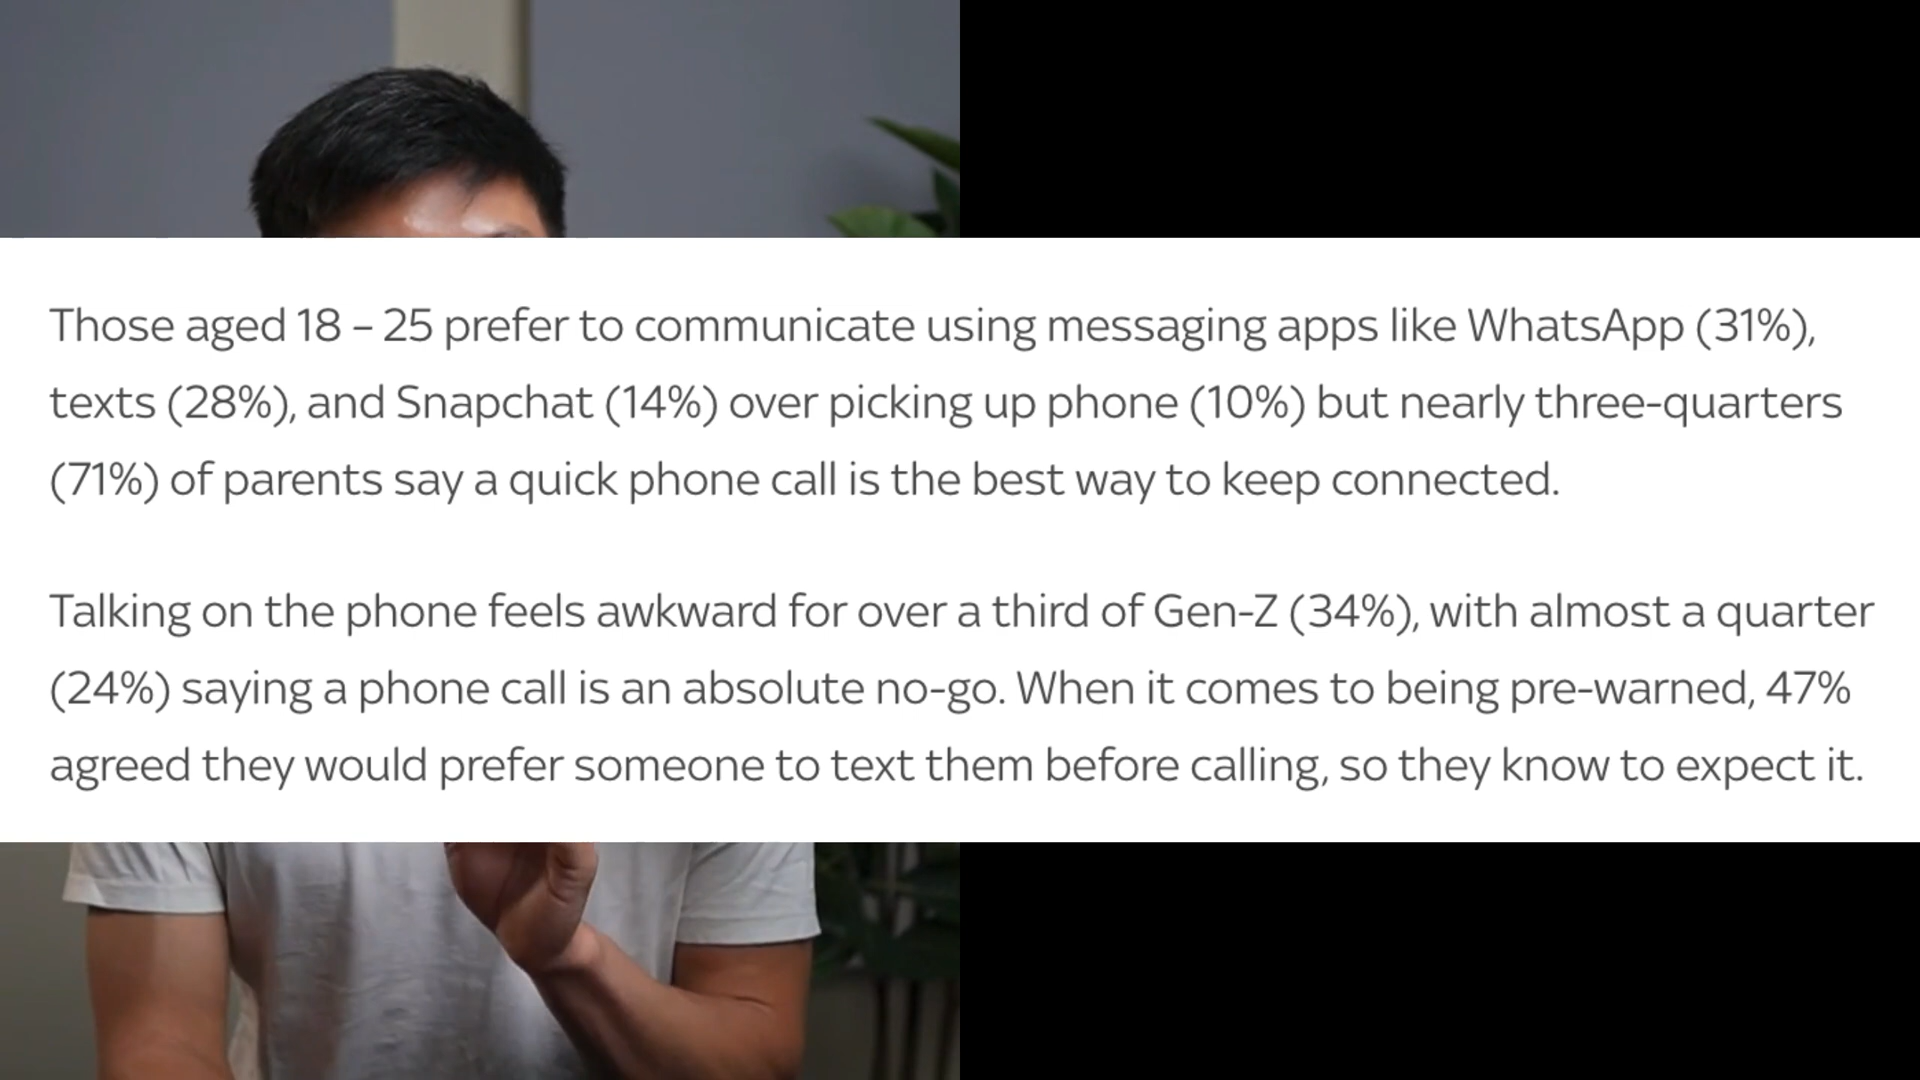 Those aged 18 – 25 prefer to communicate using messaging apps like WhatsApp (31%),
texts (28%), and Snapchat (14%) over picking up phone (10%) but nearly three-quarters
(71%) of parents say a quick phone call is the best way to keep connected.
Talking on the phone feels awkward for over a third of Gen-Z (34%), with almost a quarter
(24%) saying a phone call is an absolute no-go. When it comes to being pre-warned, 47%
agreed they would prefer someone to text them before calling, so they know to expect it.